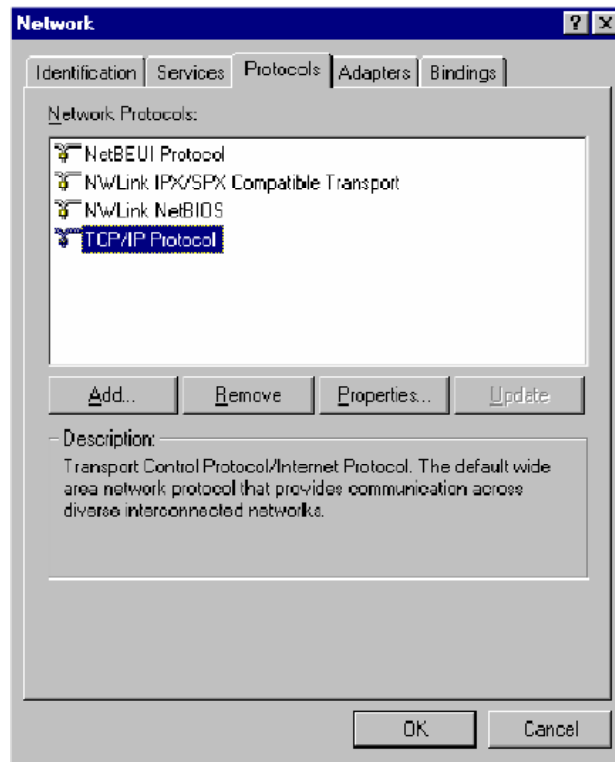 Network
Identification Services Protocols Adapters Bindings
Network Protocols:
NetBEUI Protocol
NWLink IPX/SPX Compatible Transport
NWLink NetBIOS
TCP/IP Protocol
Add... Remove Properties... Update
Description:
Transport Control Protocol/Internet Protocol. The default wide
area network protocol that provides communication across
diverse interconnected networks.
OK Cancel